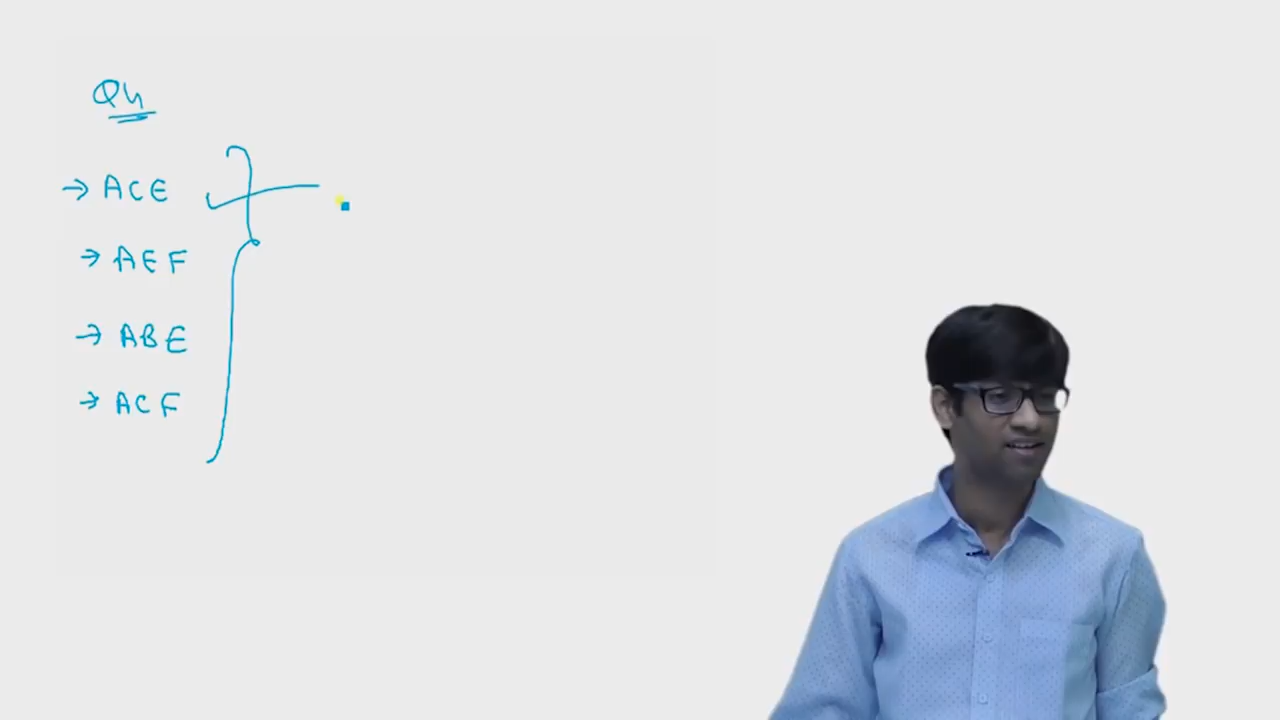 Q4
→ ACE
→ AEF
→ ABE
→ ACF